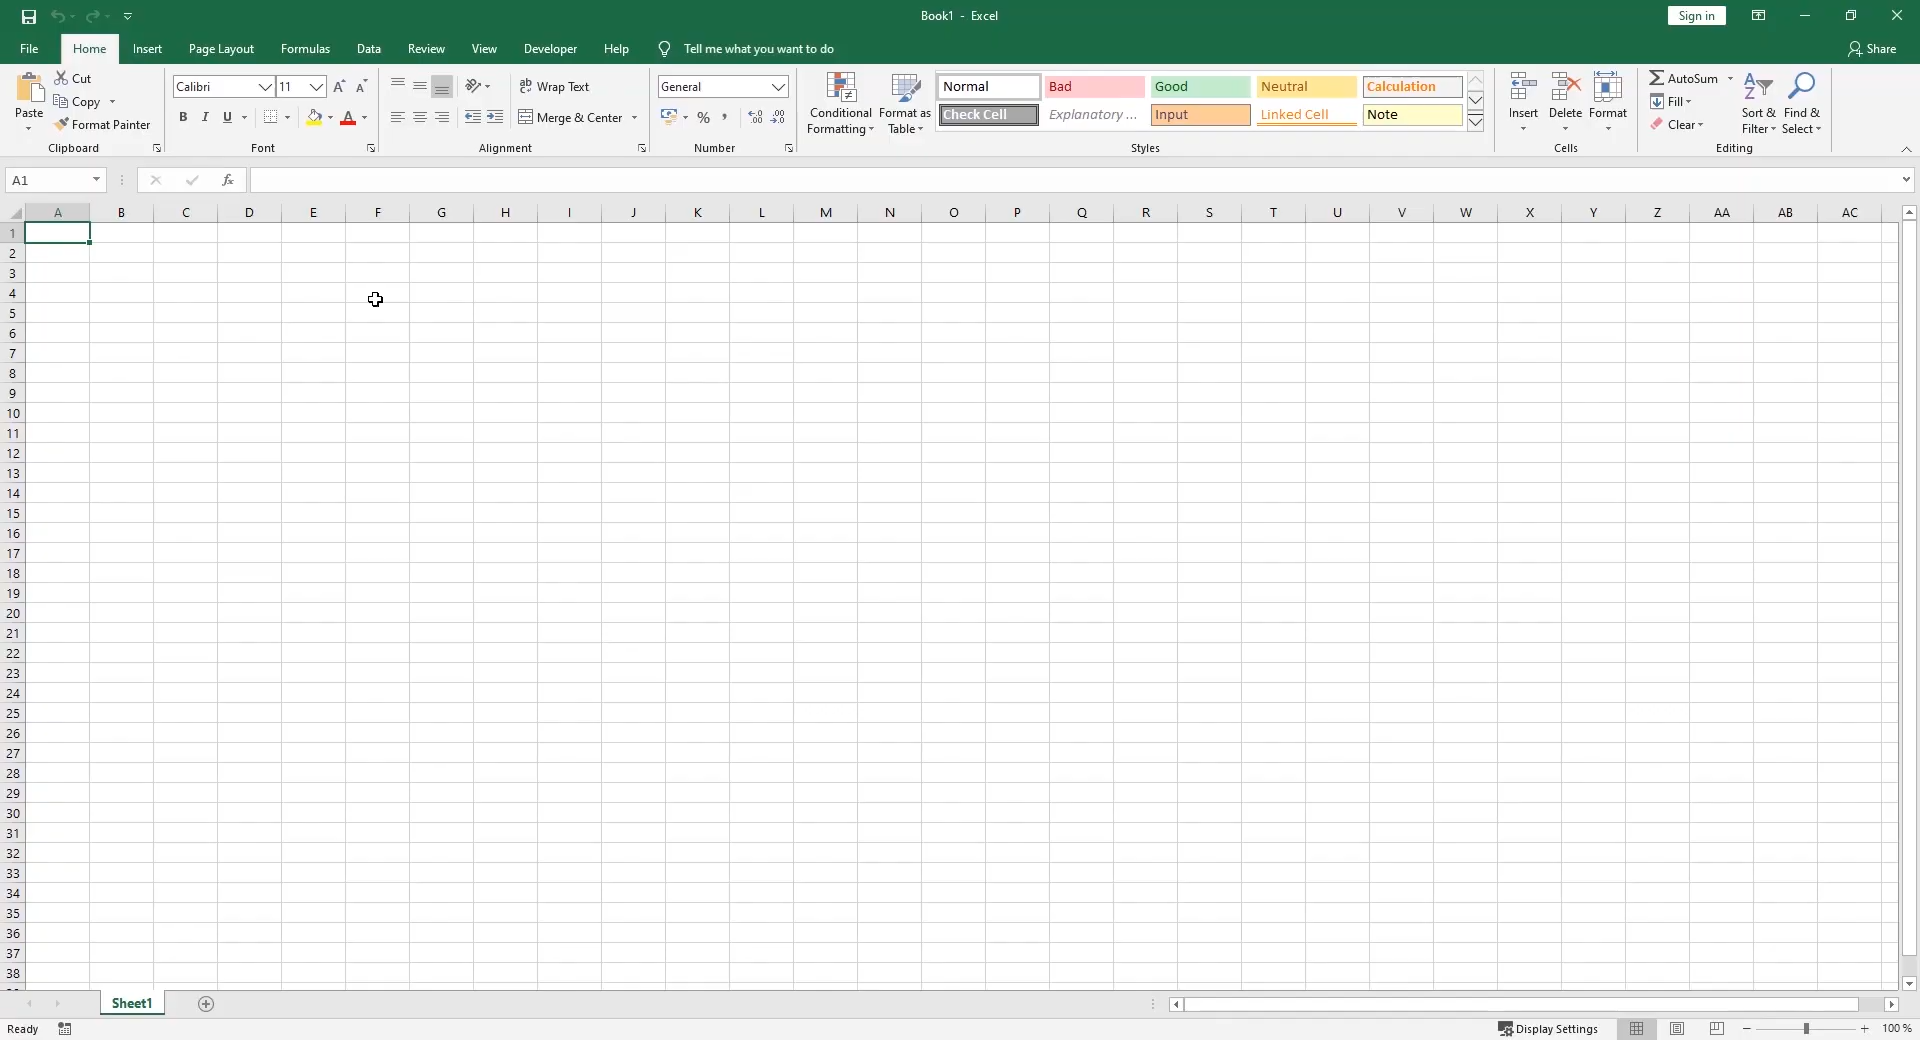 Book1 - Excel
Sign in
File Home Insert Page Layout Formulas Data Review View Developer Help Tell me what you want to do Share
Paste
Cut
Copy
Format Painter
Clipboard
Calibri 11
B I U
Font
Wrap Text
Merge & Center
Alignment
General
%
Number
Conditional
Formatting
Format as
Table
Normal Bad Good Neutral Calculation
Check Cell Explanatory ... Input Linked Cell Note
Styles
Insert Delete Format
Cells
AutoSum
Fill
Clear
Sort &
Filter
Find &
Select
Editing
A1 fx
A B C D E F G H I J K L M N O P Q R S T U V W X Y Z AA AB AC
1
2
3
4
5
6
7
8
9
10
11
12
13
14
15
16
17
18
19
20
21
22
23
24
25
26
27
28
29
30
31
32
33
34
35
36
37
38
Sheet1
Ready Display Settings 100 %